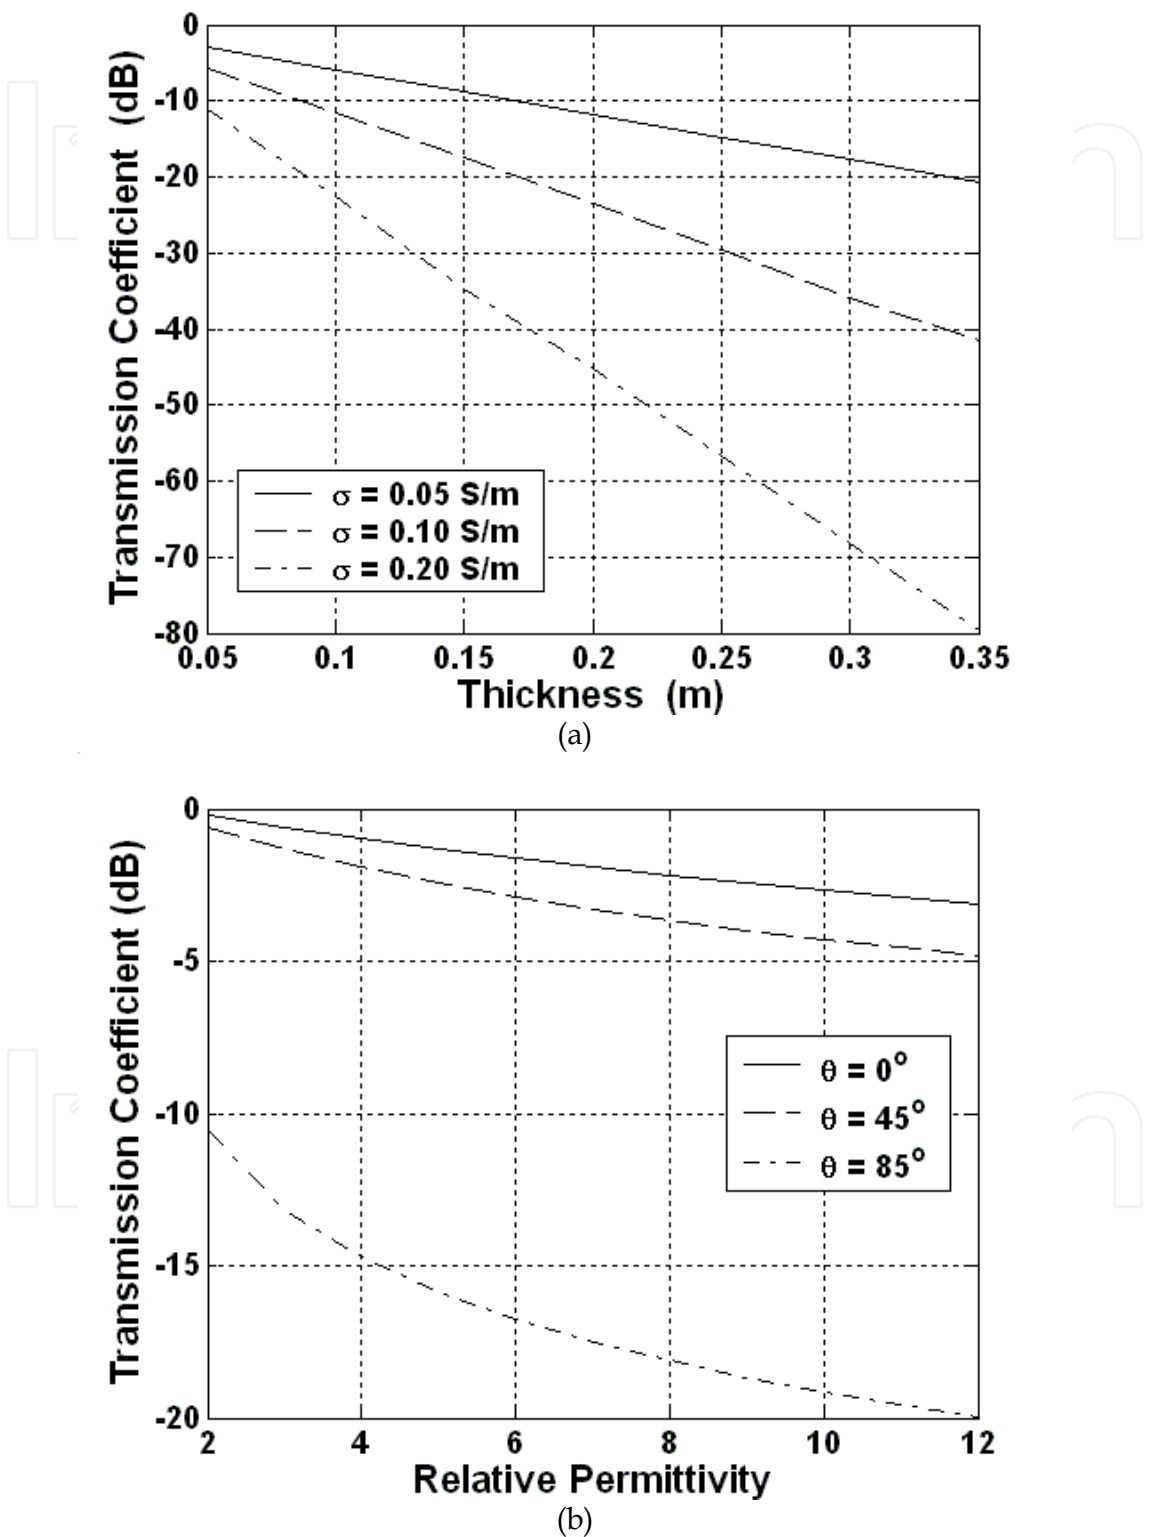 0
-10
-20
-30
-40
-50
-60
-70
-80
Transmission Coefficient (dB)
σ = 0.05 S/m
σ = 0.10 S/m
σ = 0.20 S/m
0.05 0.1 0.15 0.2 0.25 0.3 0.35
Thickness (m)
(a)
0
-5
-10
-15
-20
Transmission Coefficient (dB)
θ = 0°
θ = 45°
θ = 85°
2 4 6 8 10 12
Relative Permittivity
(b)